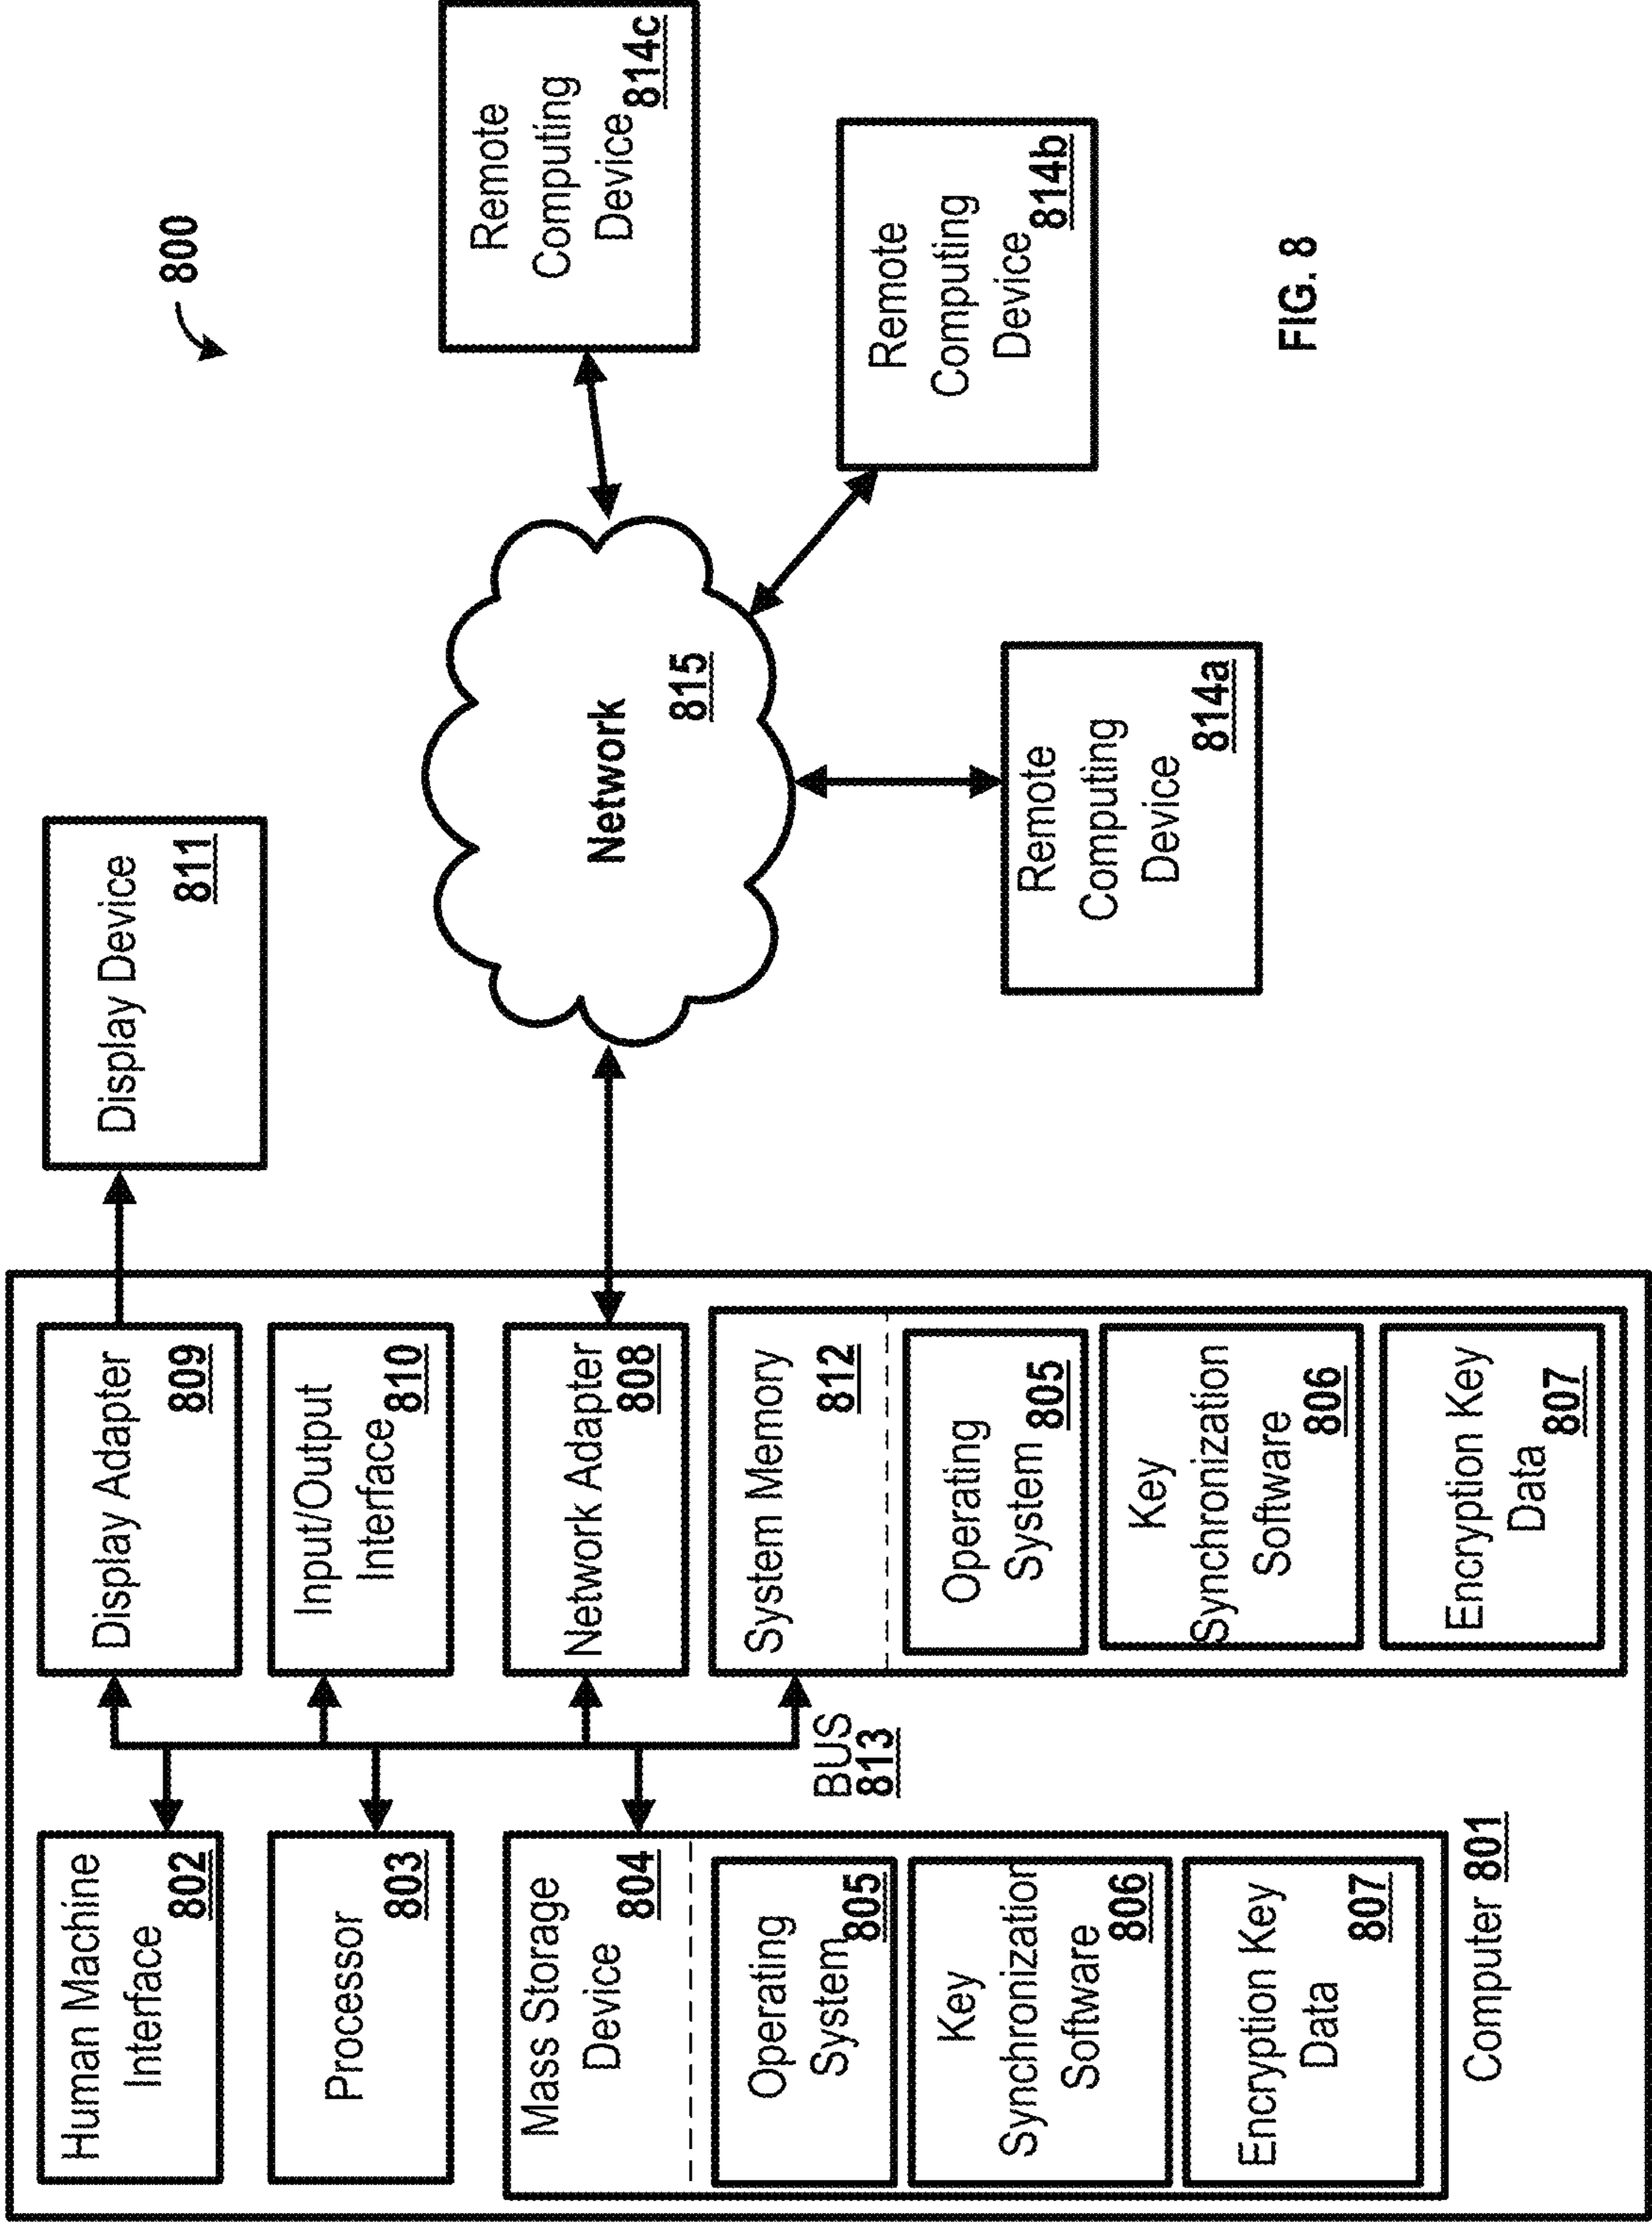 800
Human Machine
Interface
802
Processor
803
Mass Storage
Device
804
Operating
System
805
Key
Synchronization
Software
806
Encryption Key
Data
807
Computer 801
BUS
813
Display Adapter
809
Input/Output
Interface
810
Network Adapter
808
System Memory
812
Operating
System
805
Key
Synchronization
Software
806
Encryption Key
Data
807
Display Device
811
Network
815
Remote
Computing
Device
814a
Remote
Computing
Device
814b
Remote
Computing
Device
814c
FIG. 8